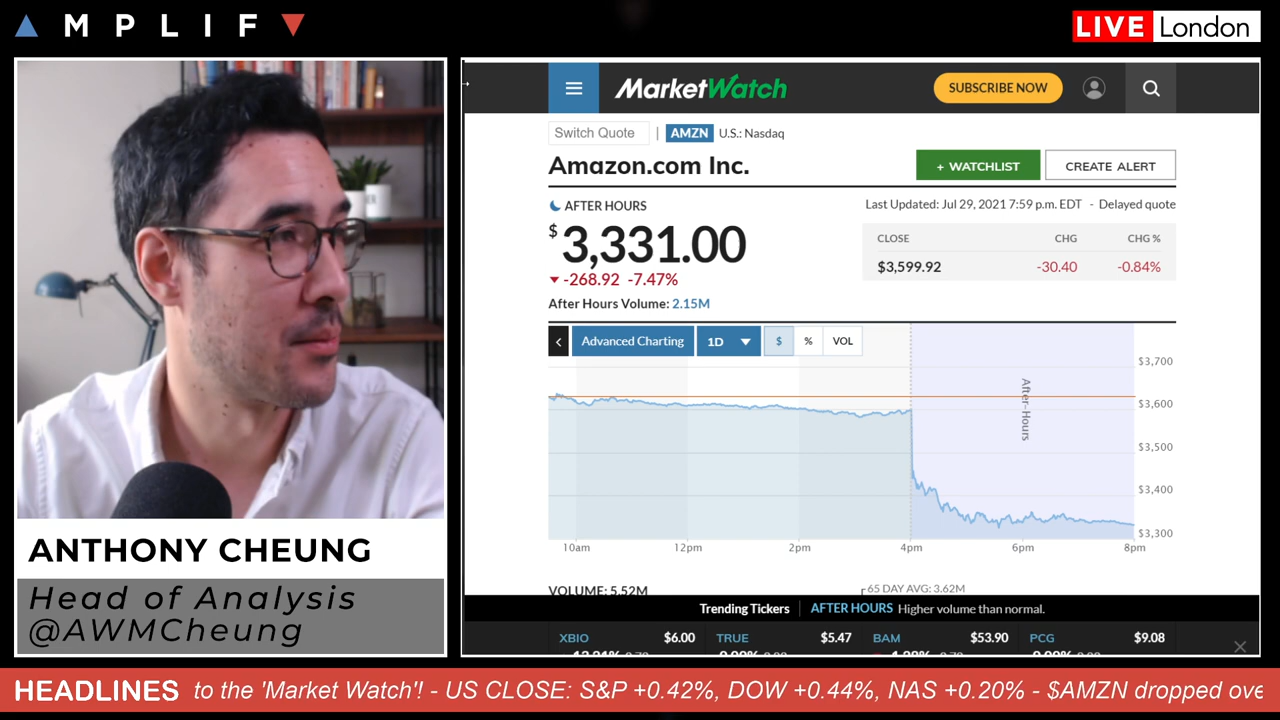 AMPLIFY
LIVE London
MarketWatch
SUBSCRIBE NOW
Switch Quote | AMZN U.S.: Nasdaq
Amazon.com Inc.
+ WATCHLIST
CREATE ALERT
AFTER HOURS
Last Updated: Jul 29, 2021 7:59 p.m. EDT - Delayed quote
$ 3,331.00
-268.92 -7.47%
After Hours Volume: 2.15M
CLOSE CHG CHG %
$3,599.92 -30.40 -0.84%
Advanced Charting 1D $ % VOL
After-Hours
$3,700
$3,600
$3,500
$3,400
$3,300
10am 12pm 2pm 4pm 6pm 8pm
VOLUME: 5.52M
65 DAY AVG: 3.62M
Trending Tickers | AFTER HOURS Higher volume than normal.
XBIO $6.00 TRUE $5.47 BAM $53.90 PCG $9.08
ANTHONY CHEUNG
Head of Analysis
@AWMCheung
HEADLINES to the 'Market Watch'! - US CLOSE: S&P +0.42%, DOW +0.44%, NAS +0.20% - $AMZN dropped ove